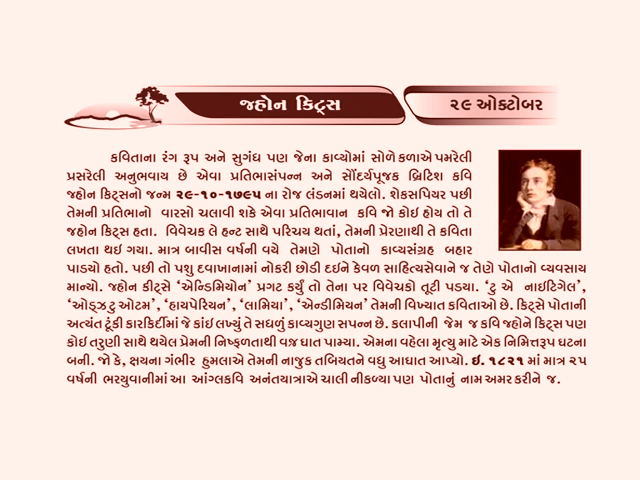 જહોન કિટ્સ
૨૯ ઓક્ટોબર
કવિતાના રંગ રૂપ અને સુગંધ પણ જેના કાવ્યોમાં સોળે કળાએ પમરેલી
પ્રસરેલી અનુભવાય છે એવા પ્રતિભાસંપન્ન અને સૌંદર્યપૂજક બ્રિટિશ કવિ
જહોન કિટ્સનો જન્મ ૨૯-૧૦-૧૭૯૫ ના રોજ લંડનમાં થયેલો. શેકસપિયર પછી
તેમની પ્રતિભાનો વારસો ચલાવી શકે એવા પ્રતિભાવાન કવિ જો કોઈ હોય તો તે
જહોન કિટ્સ હતા. વિવેચક લે હન્ટ સાથે પરિચય થતાં, તેમની પ્રેરણાથી તે કવિતા
લખતા થઇ ગયા. માત્ર બાવીસ વર્ષની વયે તેમણે પોતાનો કાવ્યસંગ્રહ બહાર
પાડયો હતો. પછી તો પશુ દવાખાનામાં નોકરી છોડી દઇને કેવળ સાહિત્યસેવાને જ તેણે પોતાનો વ્યવસાય
માન્યો. જહોન કીટ્સે ‘એન્ડિમિયોન’ પ્રગટ કર્યું તો તેના પર વિવેચકો તૂટી પડયા. ‘ટુ એ નાઇટિંગેલ’,
‘ઓડ્ઝ ટુ ઓટમ’, ‘હાયપેરિયન’, ‘લામિયા’, ‘એન્ડીમિયન’ તેમની વિખ્યાત કવિતાઓ છે. કિટ્સે પોતાની
અત્યંત ટૂંકી કારકિર્દીમાં જે કાંઇ લખ્યું તે સઘળું કાવ્યગુણ સપન્ન છે. કલાપીની જેમ જ કવિ જહોને કિટ્સ પણ
કોઇ તરુણી સાથે થયેલ પ્રેમની નિષ્ફળતાથી વજ્ર ઘાત પામ્યા. એમના વહેલા મૃત્યુ માટે એક નિમિત્તરૂપ ઘટના
બની. જો કે, ક્ષયના ગંભીર હુમલાએ તેમની નાજુક તબિયતને વધુ આઘાત આપ્યો. ઇ. ૧૮૨૧ માં માત્ર ૨૫
વર્ષની ભરયુવાનીમાં આ આંગ્લકવિ અનંતયાત્રાએ ચાલી નીકળ્યા પણ પોતાનું નામ અમર કરીને જ.